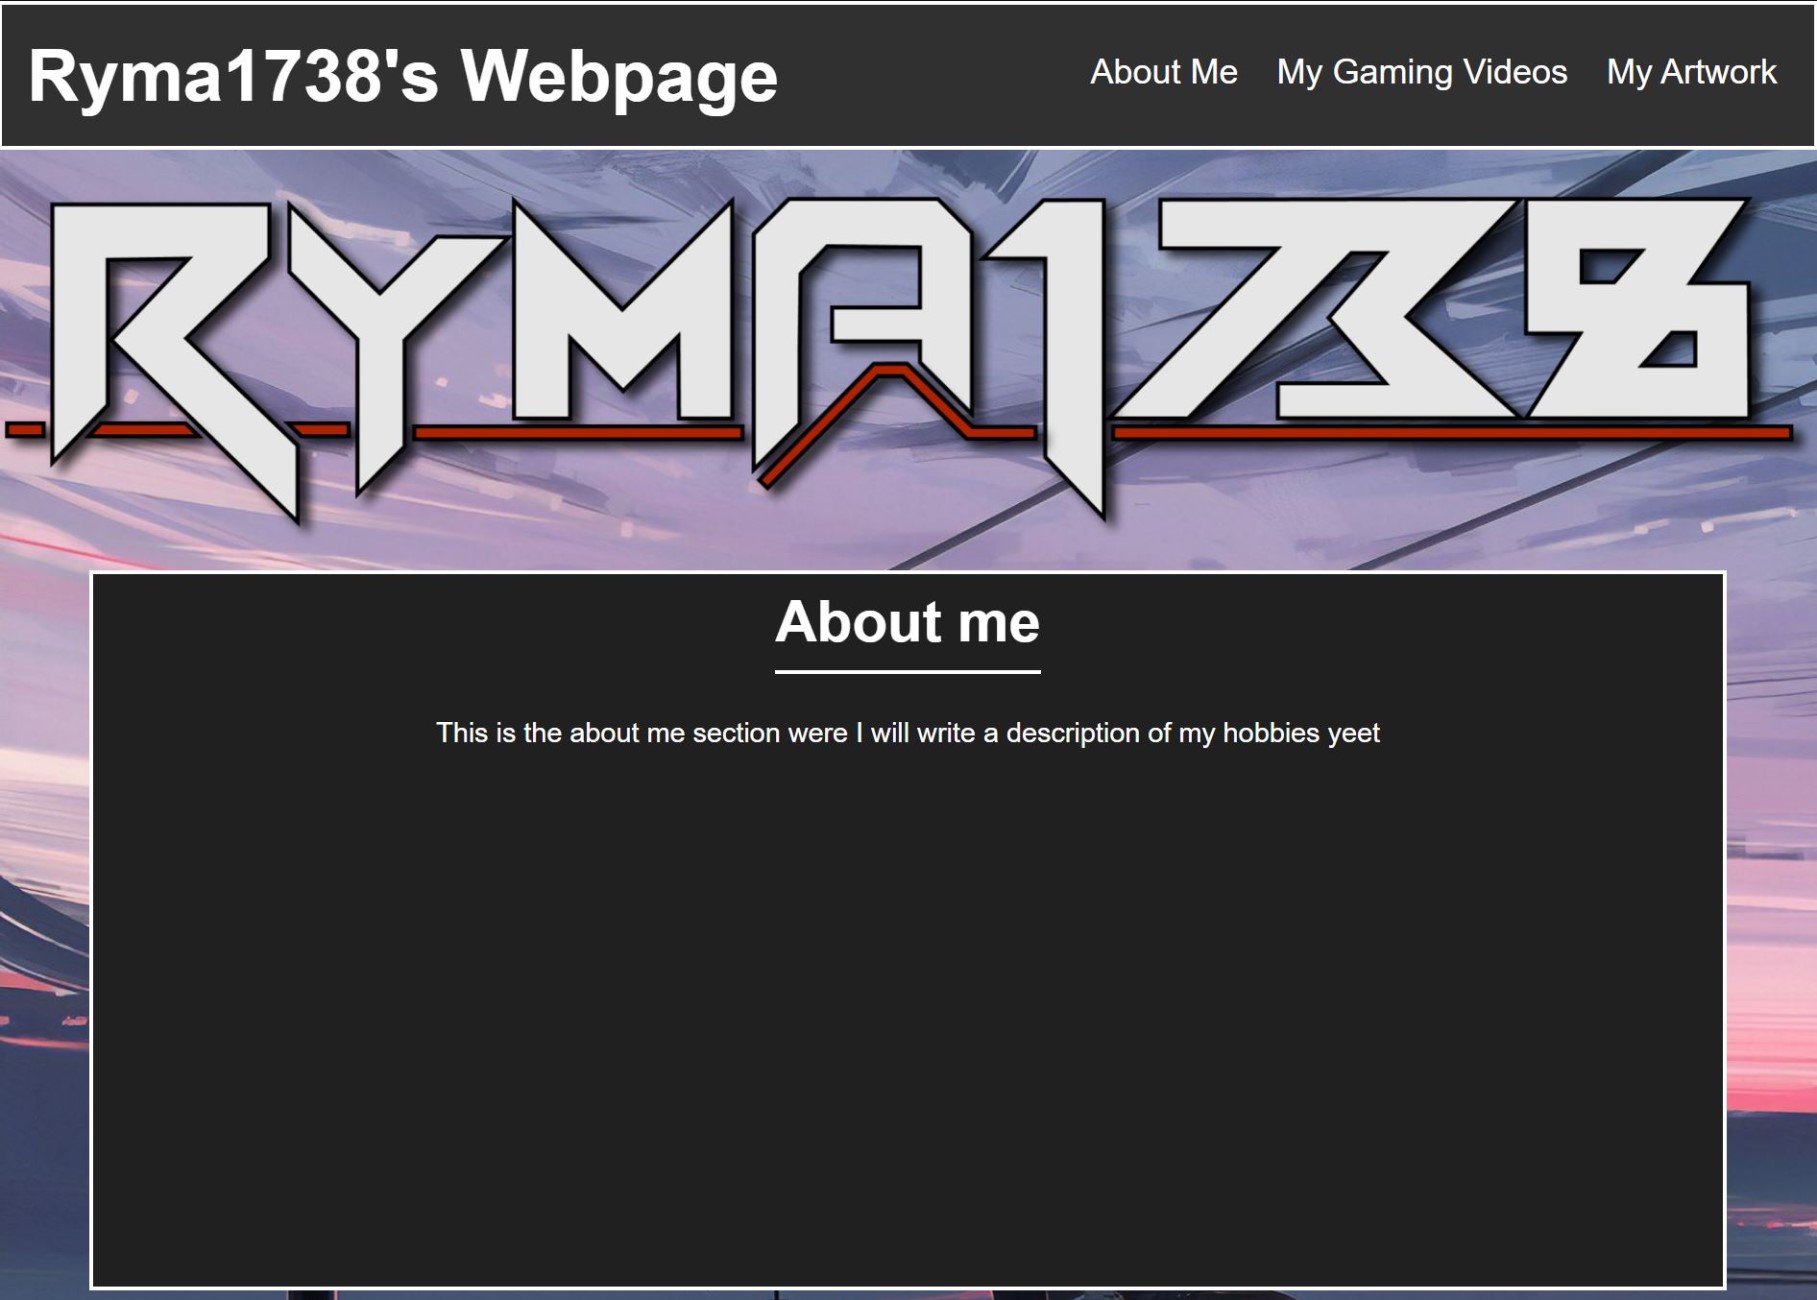 Ryma1738's Webpage
About Me My Gaming Videos My Artwork
RYMA1738
About me
This is the about me section were I will write a description of my hobbies yeet